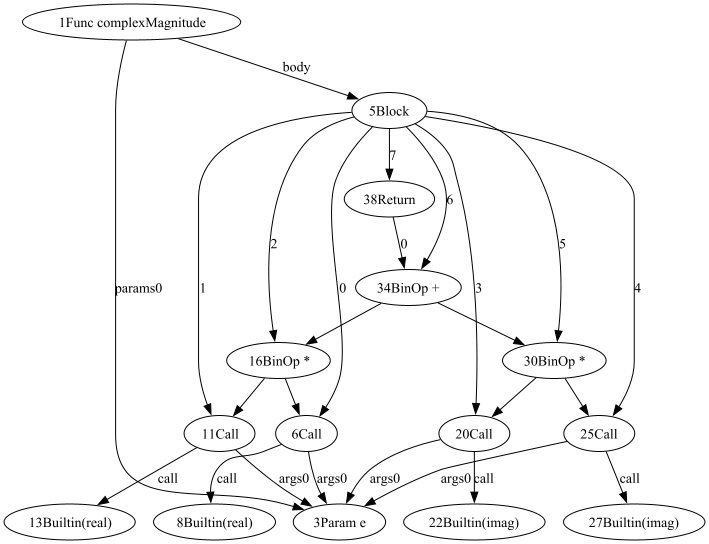 1Func complexMagnitude
body
5Block
7
38Return
6
0
1
2
0
3
5
4
params0
34BinOp +
16BinOp *
30BinOp *
11Call
6Call
20Call
25Call
call
call
args0
args0
args0
args0
call
call
13Builtin(real)
8Builtin(real)
3Param e
22Builtin(imag)
27Builtin(imag)